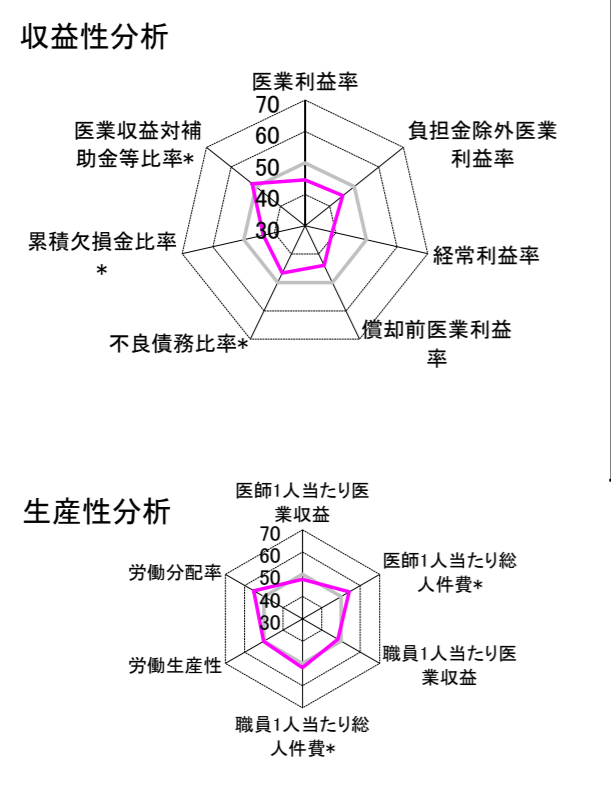 収益性分析
医業利益率
70
60
50
40
30
負担金除外医業
利益率
経常利益率
償却前医業利益
率
不良債務比率*
累積欠損金比率
*
医業収益対補
助金等比率*
生産性分析
医師1人当たり医
業収益
70
60
50
40
30
医師1人当たり総
人件費*
職員1人当たり医
業収益
職員1人当たり総
人件費*
労働生産性
労働分配率